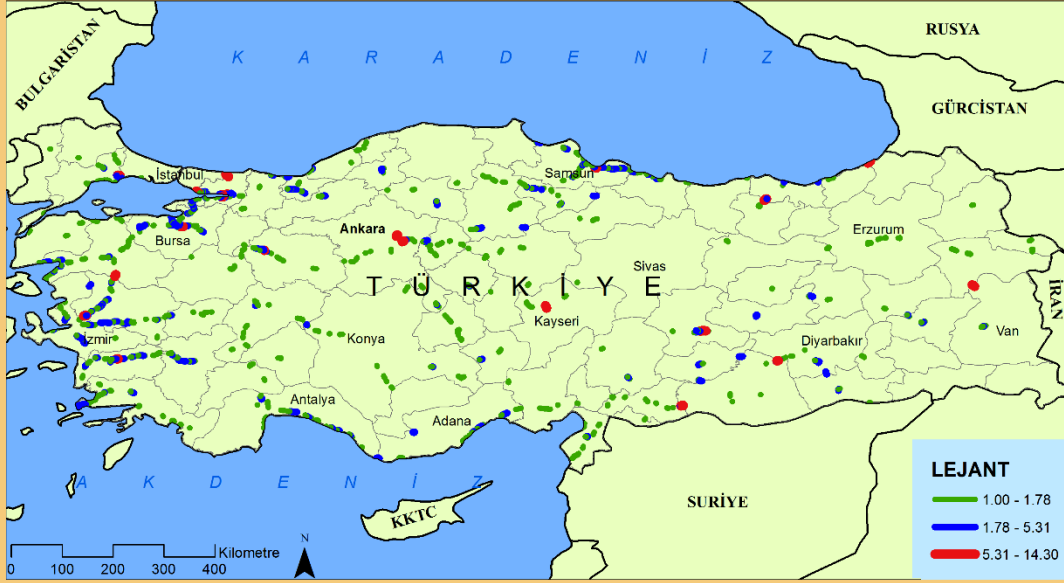 BULGARİSTAN
K A R A D E N İ Z
RUSYA
GÜRCİSTAN
İstanbul
Samsun
Bursa
Ankara
Erzurum
Sivas
T Ü R K İ Y E
İRAN
Kayseri
İzmir
Konya
Diyarbakır
Van
Antalya
Adana
A K D E N İ Z
KKTC
SURİYE
LEJANT
1.00 - 1.78
1.78 - 5.31
5.31 - 14.30
N
Kilometre
0 100 200 300 400